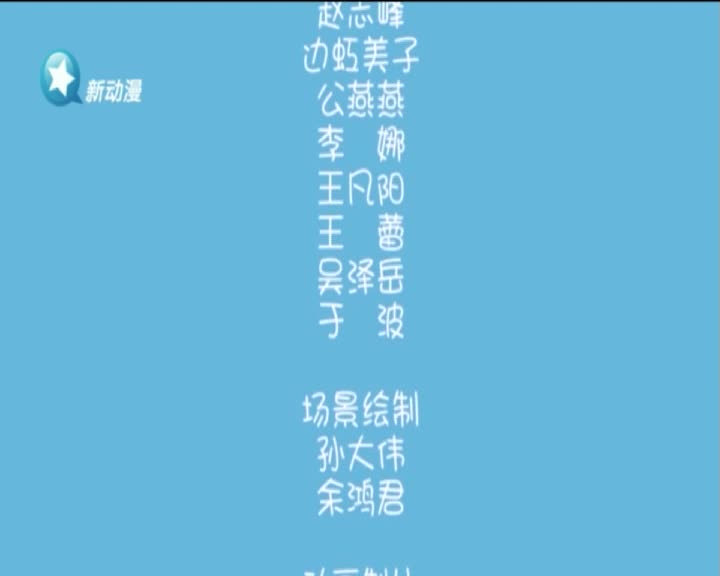 赵志峰
边虹美子
新动漫
公燕燕
李 娜
王凡阳
王 蕾
吴泽岳
于 波
场景绘制
孙大伟
余鸿君